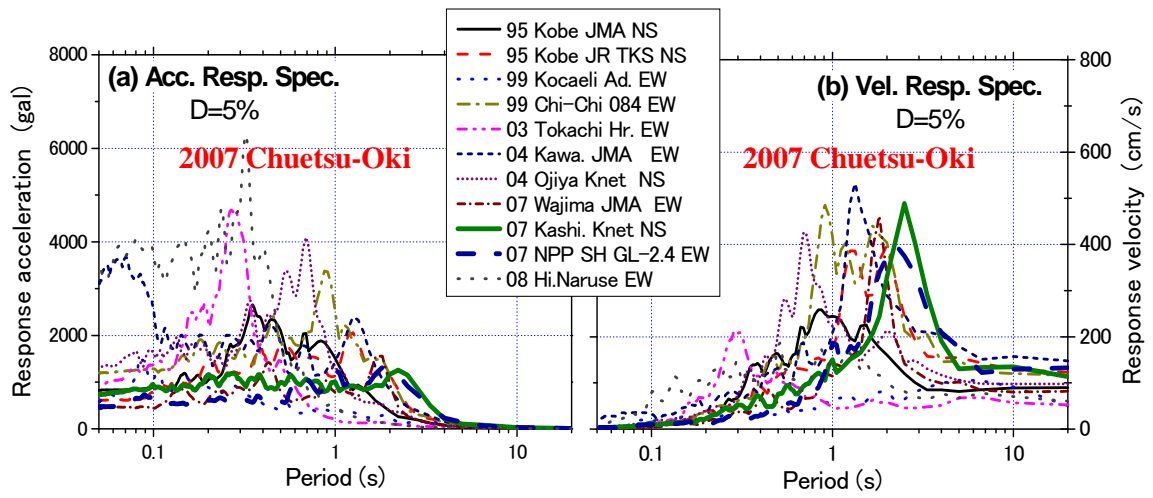 95 Kobe JMA NS
95 Kobe JR TKS NS
99 Kocaeli Ad. EW
99 Chi-Chi 084 EW
03 Tokachi Hr. EW
04 Kawa. JMA EW
04 Ojiya Knet NS
07 Wajima JMA EW
07 Kashi. Knet NS
07 NPP SH GL-2.4 EW
08 Hi.Naruse EW
(a) Acc. Resp. Spec.
D=5%
2007 Chuetsu-Oki
Response acceleration (gal)
8000
6000
4000
2000
0
0.1
1
10
Period (s)
(b) Vel. Resp. Spec.
D=5%
2007 Chuetsu-Oki
800
600
400
200
0
Response velocity (cm/s)
0.1
1
10
Period (s)